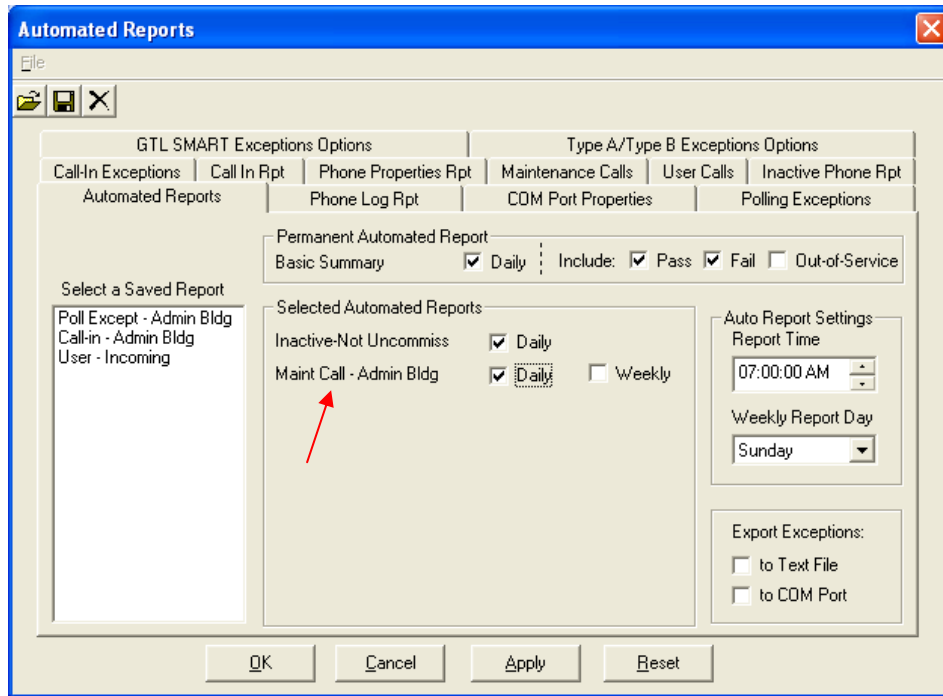 Automated Reports
File
GTL SMART Exceptions Options Type A/Type B Exceptions Options
Call-In Exceptions Call In Rpt Phone Properties Rpt Maintenance Calls User Calls Inactive Phone Rpt
Automated Reports Phone Log Rpt COM Port Properties Polling Exceptions
Permanent Automated Report
Basic Summary Daily Include: Pass Fail Out-of-Service
Select a Saved Report
Poll Except - Admin Bldg
Call-in - Admin Bldg
User - Incoming
Selected Automated Reports
Inactive-Not Uncommiss Daily
Maint Call - Admin Bldg Daily Weekly
Auto Report Settings
Report Time
07:00:00 AM
Weekly Report Day
Sunday
Export Exceptions:
to Text File
to COM Port
OK Cancel Apply Reset